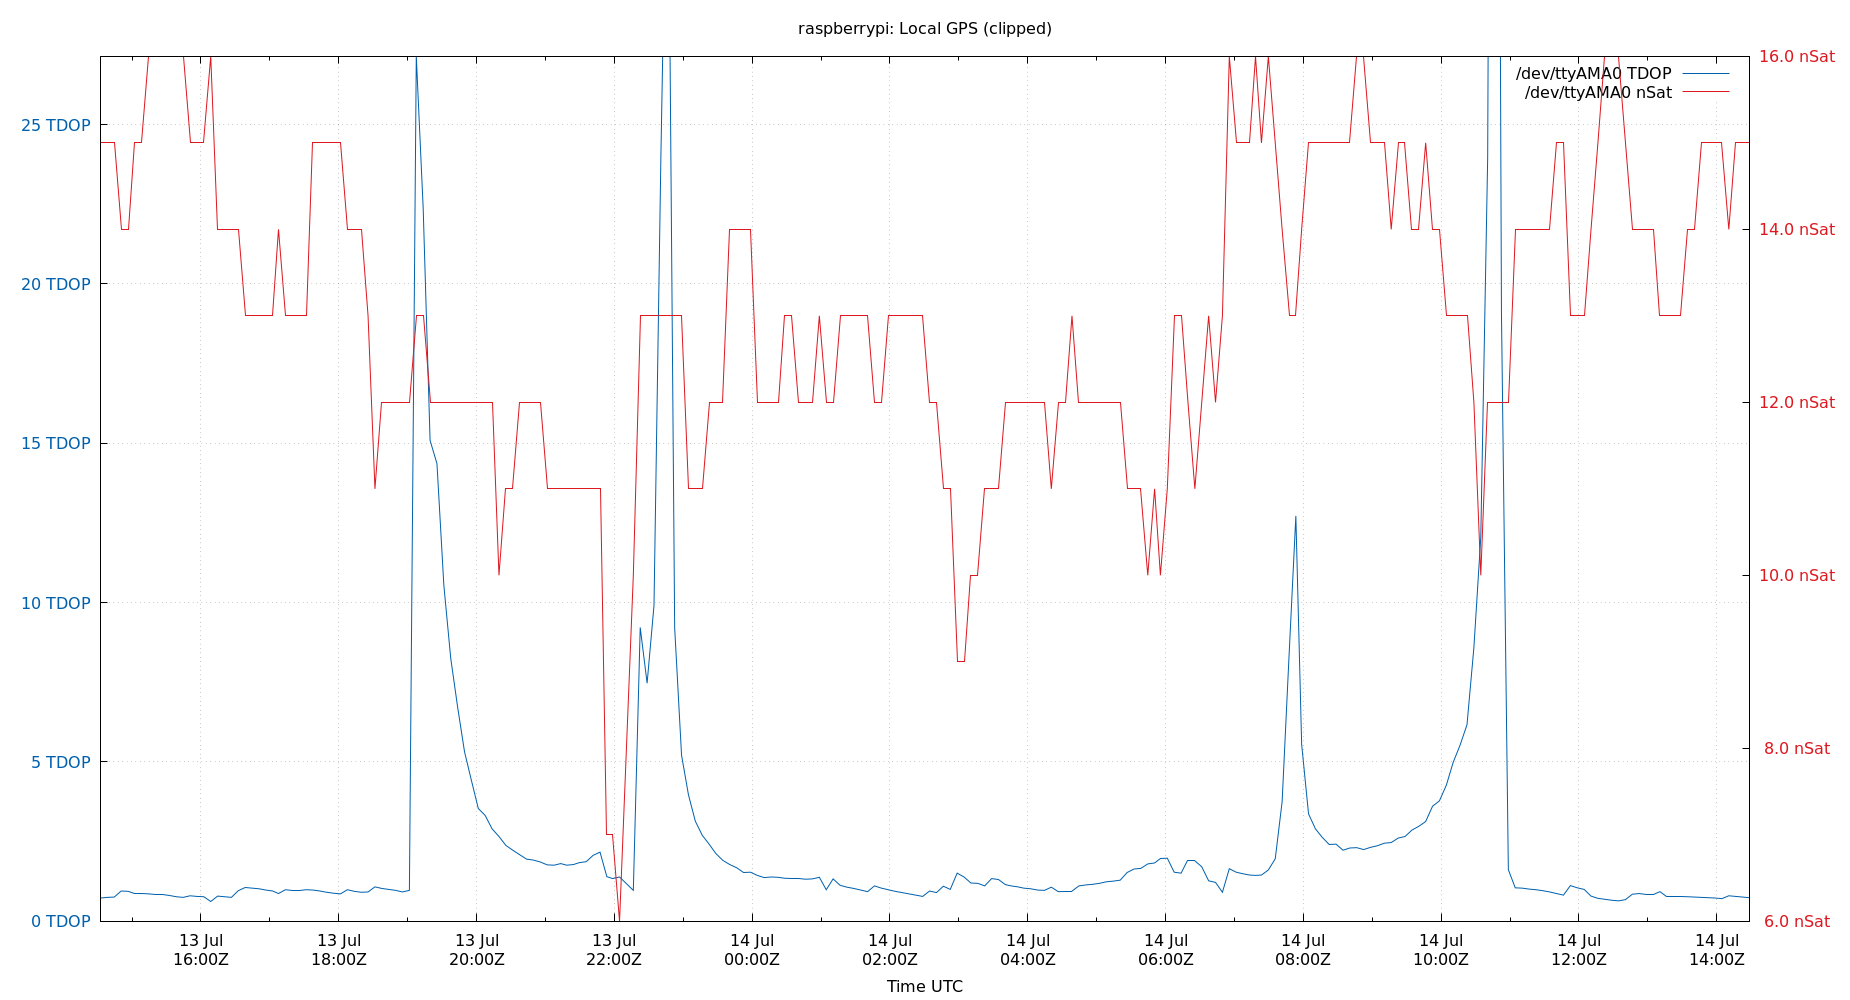 raspberrypi: Local GPS (clipped)
/dev/ttyAMA0 TDOP
/dev/ttyAMA0 nSat
25 TDOP
20 TDOP
15 TDOP
10 TDOP
5 TDOP
0 TDOP
16.0 nSat
14.0 nSat
12.0 nSat
10.0 nSat
8.0 nSat
6.0 nSat
13 Jul 13 Jul 13 Jul 13 Jul 14 Jul 14 Jul 14 Jul 14 Jul 14 Jul 14 Jul 14 Jul 14 Jul
16:00Z 18:00Z 20:00Z 22:00Z 00:00Z 02:00Z 04:00Z 06:00Z 08:00Z 10:00Z 12:00Z 14:00Z
Time UTC